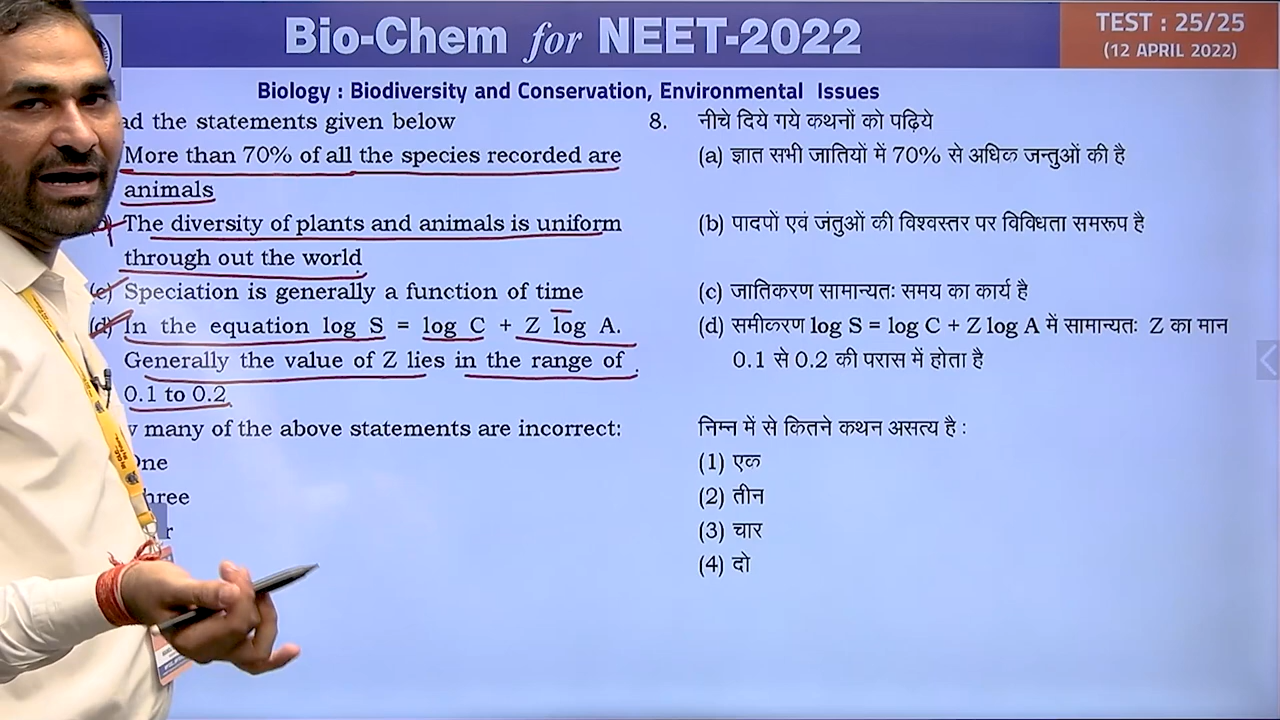 Bio-Chem for NEET-2022
TEST : 25/25
(12 APRIL 2022)
Biology : Biodiversity and Conservation, Environmental Issues
ad the statements given below
More than 70% of all the species recorded are
animals
The diversity of plants and animals is uniform
through out the world
(c) Speciation is generally a function of time
(d) In the equation log S = log C + Z log A.
Generally the value of Z lies in the range of
0.1 to 0.2
many of the above statements are incorrect:
One
hree
8. नीचे दिये गये कथनों को पढ़िये
(a) ज्ञात सभी जातियों में 70% से अधिक जन्तुओं की है
(b) पादपों एवं जंतुओं की विश्वस्तर पर विविधता समरूप है
(c) जातिकरण सामान्यतः समय का कार्य है
(d) समीकरण log S = log C + Z log A में सामान्यतः Z का मान
0.1 से 0.2 की परास में होता है
निम्न में से कितने कथन असत्य है :
(1) एक
(2) तीन
(3) चार
(4) दो